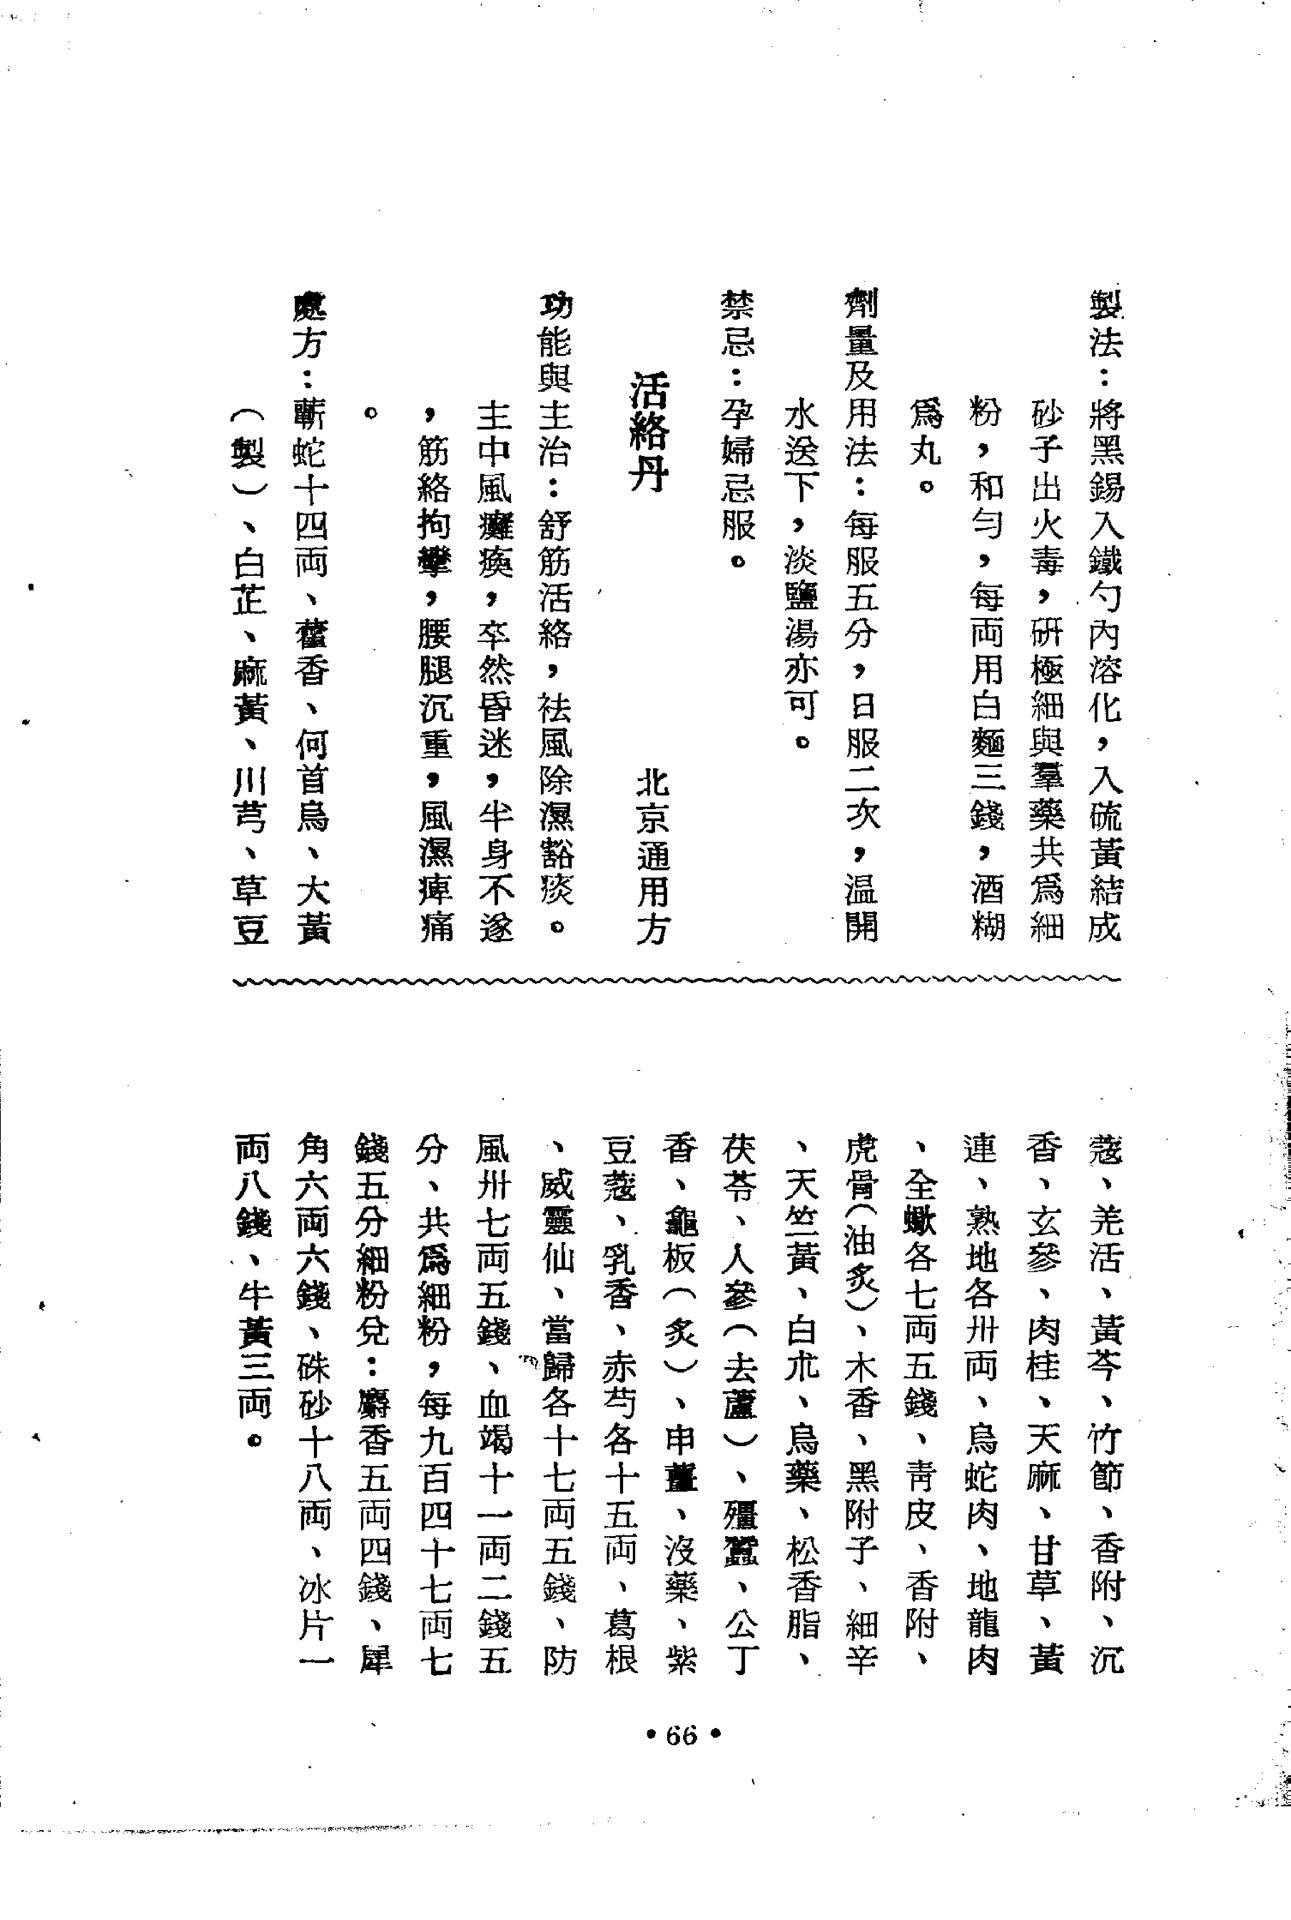 製法：將黑錫入鐵勺內溶化，入硫黃結成
砂子出火毒，研極細與羣藥共爲細
粉，和勻，每両用白麵三錢，酒糊
爲丸。
劑量及用法：每服五分，日服二次，温開
水送下，淡鹽湯亦可。
禁忌：孕婦忌服。
活絡丹　北京通用方
功能與主治：舒筋活絡，祛風除濕豁痰。
主中風癱瘓，卒然昏迷，半身不遂
，筋絡拘攣，腰腿沉重，風濕痺痛
。
處方：蘄蛇十四両、藿香、何首烏、大黃
（製）、白芷、麻黃、川芎、草豆
蔻、羌活、黃芩、竹節、香附、沉
香、玄參、肉桂、天麻、甘草、黃
連、熟地各卅両、烏蛇肉、地龍肉
、全蠍各七両五錢、靑皮、香附、
虎骨（油炙）、木香、黑附子、細辛
、天竺黃、白朮、烏藥、松香脂、
茯苓、人參（去蘆）、殭蠶、公丁
香、龜板（炙）、申薑、沒藥、紫
豆蔻、乳香、赤芍各十五両、葛根
、威靈仙、當歸各十七両五錢、防
風卅七両五錢、血竭十一両二錢五
分、共爲細粉，每九百四十七両七
錢五分細粉兌：麝香五両四錢、犀
角六両六錢、硃砂十八両、冰片一
両八錢、牛黃三両。
•66•